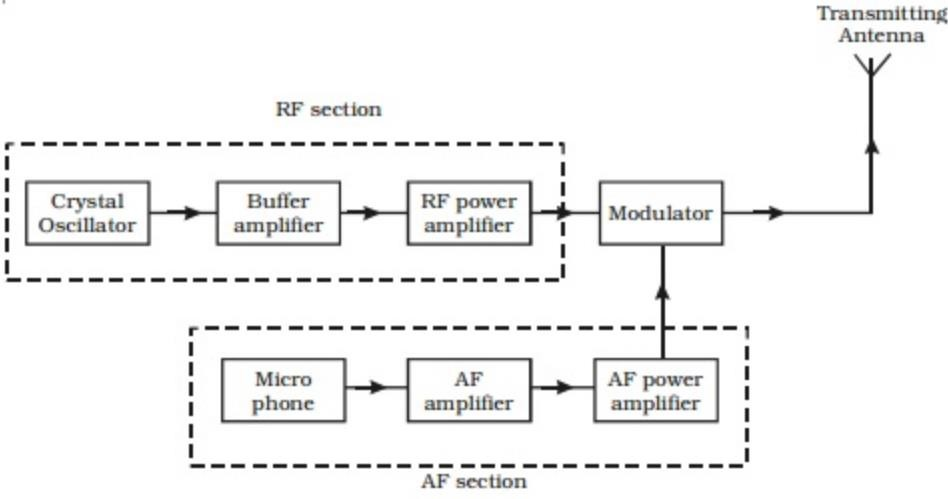 Transmitting
Antenna
RF section
Crystal
Oscillator
Buffer
amplifier
RF power
amplifier
Modulator
Micro
phone
AF
amplifier
AF power
amplifier
AF section